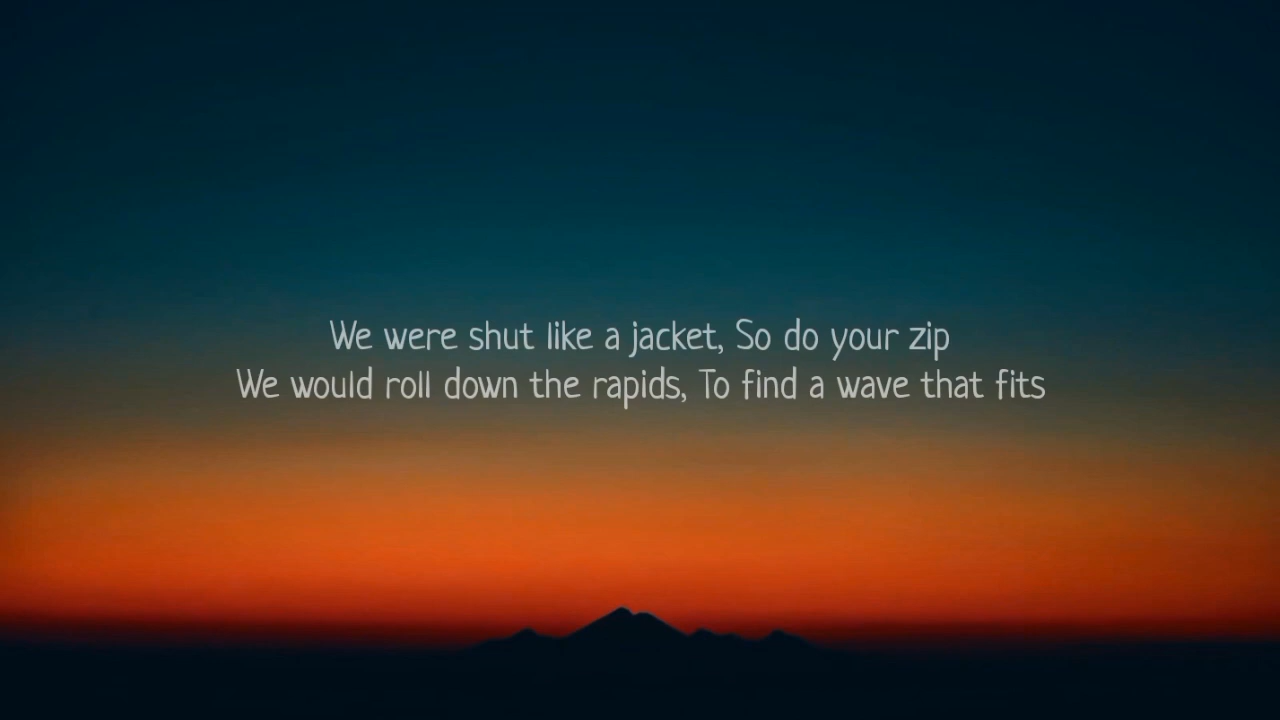 We were shut like a jacket, So do your zip
We would roll down the rapids, To find a wave that fits